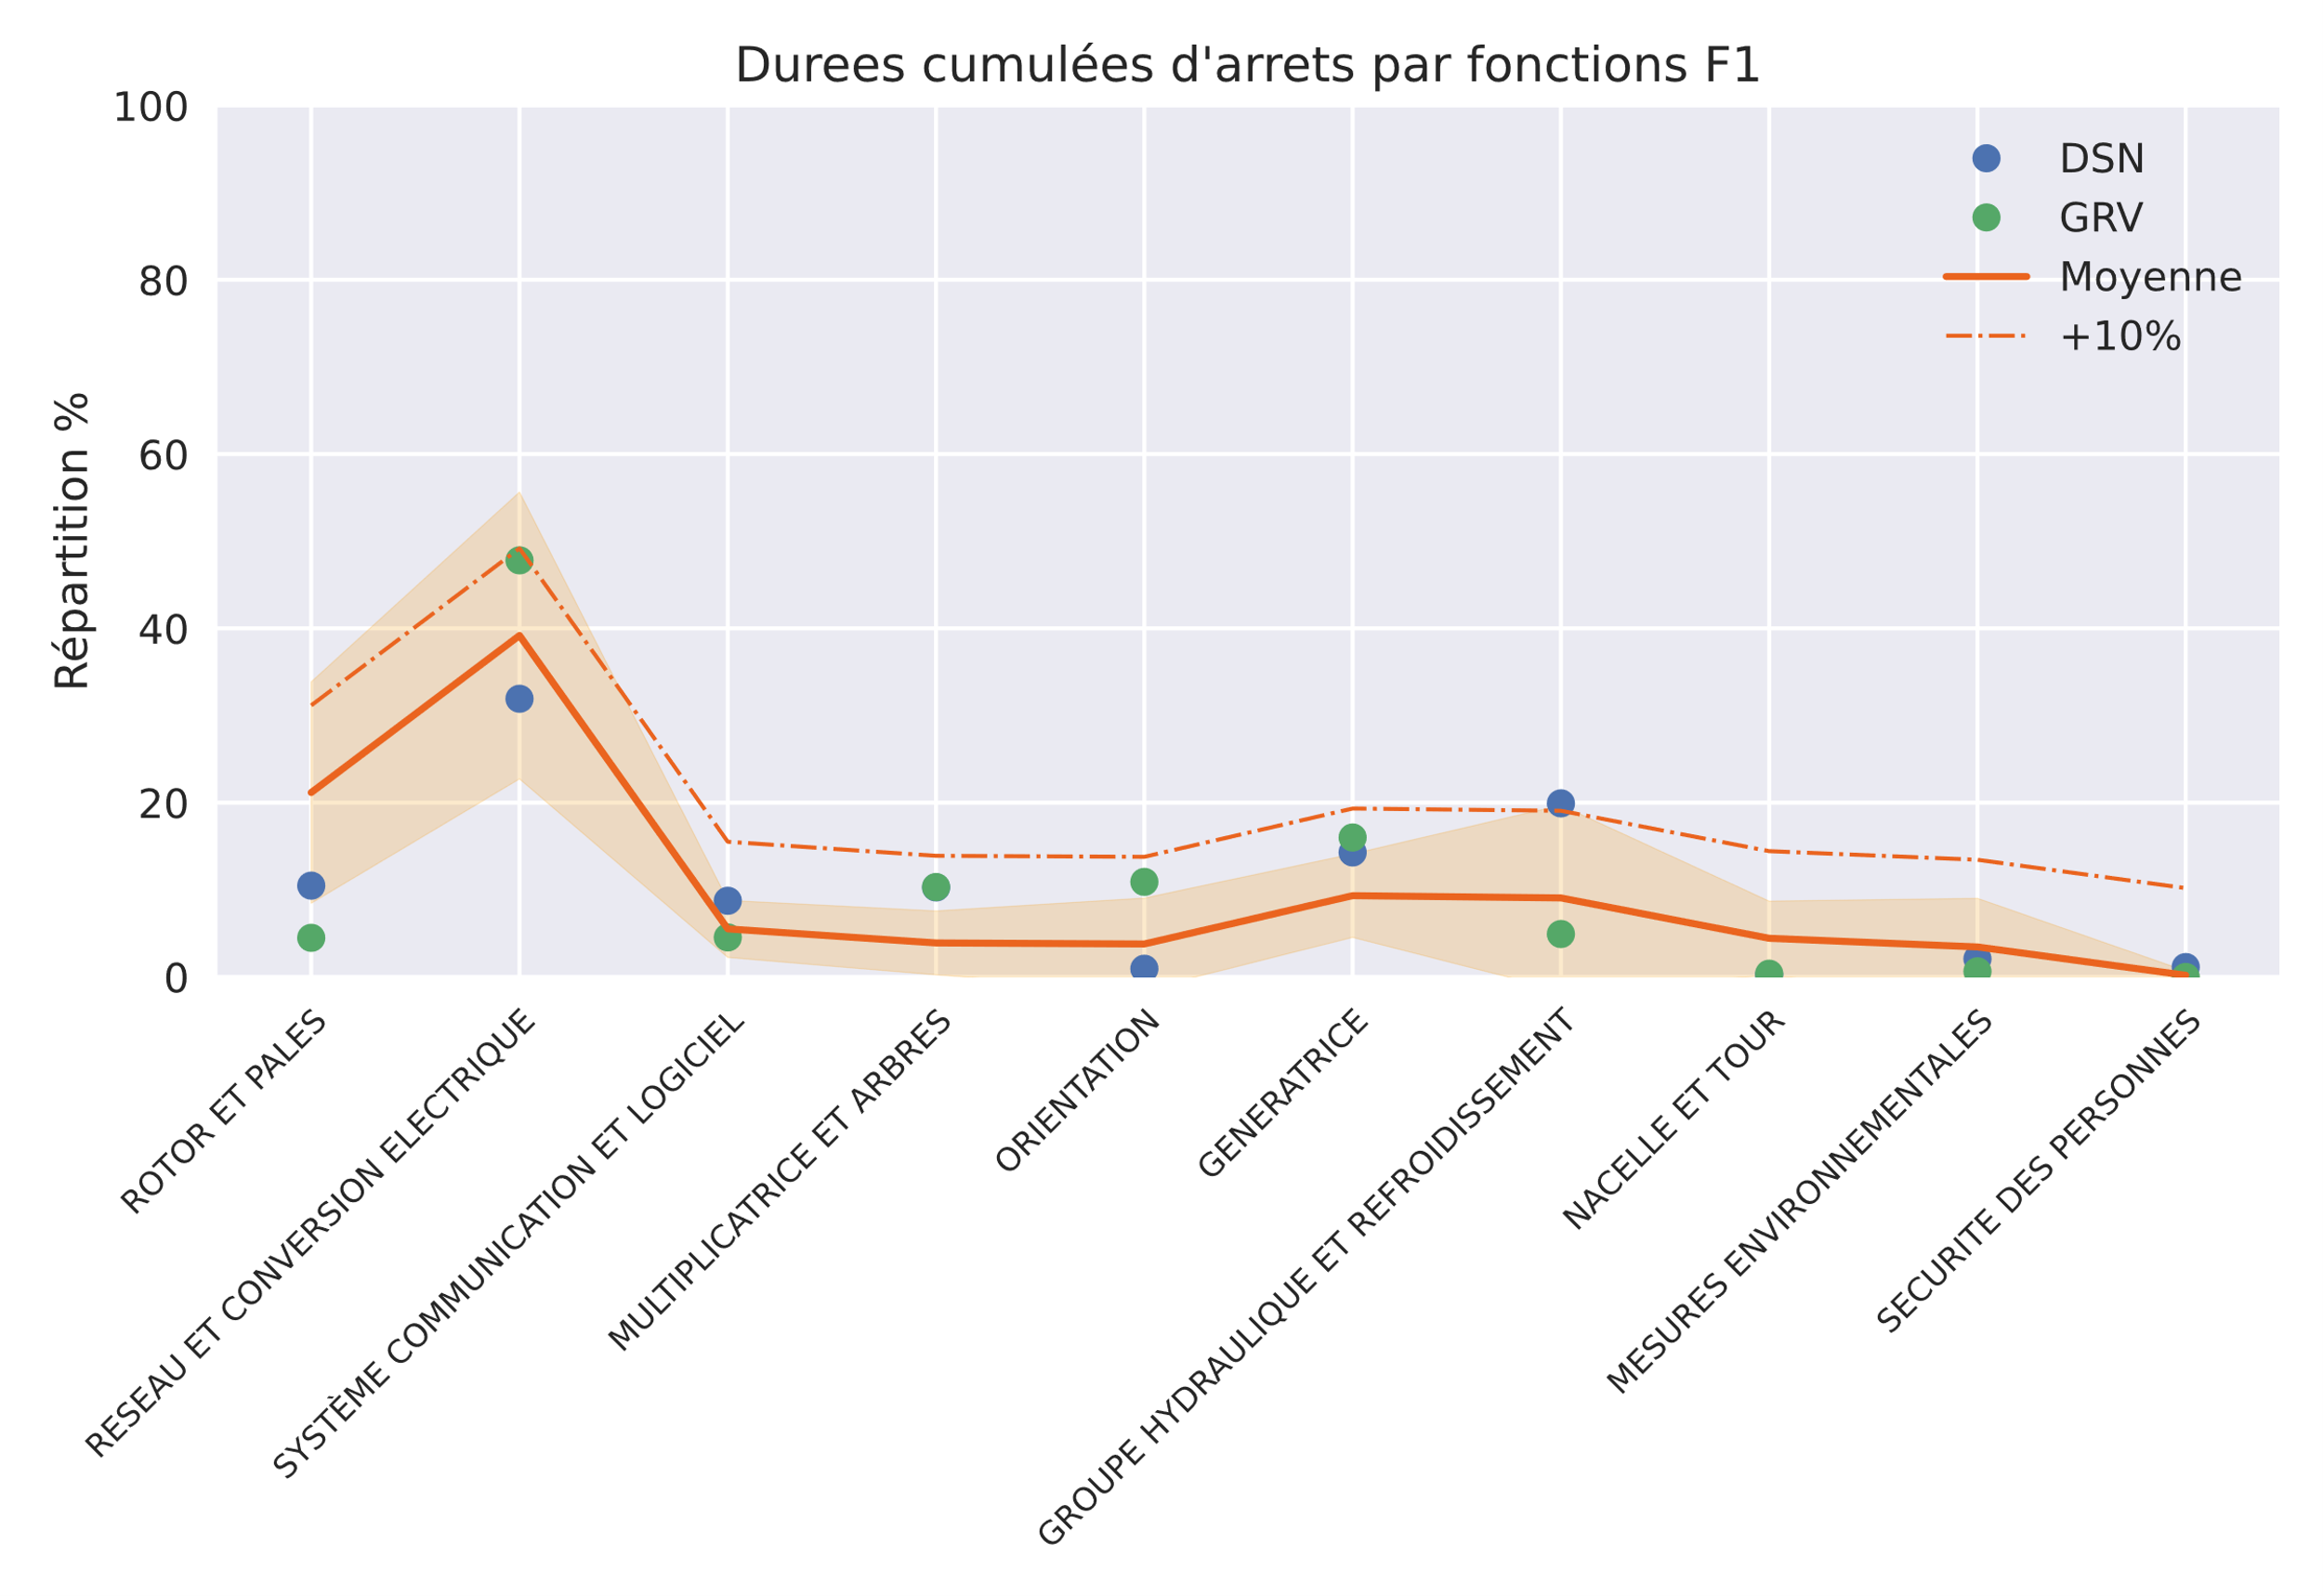 Durees cumulées d'arrets par fonctions F1
Répartition %
100
80
60
40
20
0
DSN
GRV
Moyenne
+10%
ROTOR ET PALES
RESEAU ET CONVERSION ELECTRIQUE
SYSTÈME COMMUNICATION ET LOGICIEL
MULTIPLICATRICE ET ARBRES
ORIENTATION
GENERATRICE
GROUPE HYDRAULIQUE ET REFROIDISSEMENT
NACELLE ET TOUR
MESURES ENVIRONNEMENTALES
SECURITE DES PERSONNES